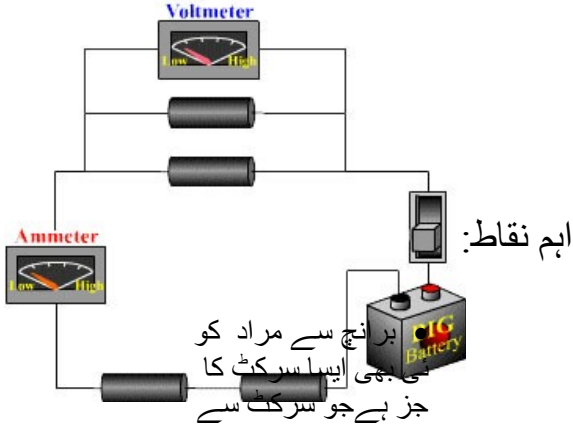 Voltmeter
Low High
اہم نقاط:
Ammeter
Low High
BIG
Battery
برانچ سے مراد کو
ئی بھی ایسا سرکٹ کا
جز ہےجو سرکٹ سے